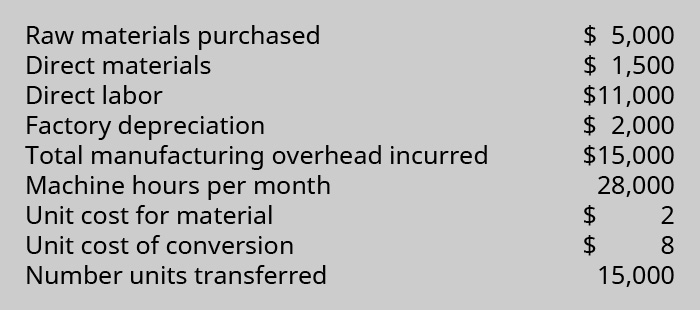 Raw materials purchased $ 5,000
Direct materials $ 1,500
Direct labor $11,000
Factory depreciation $ 2,000
Total manufacturing overhead incurred $15,000
Machine hours per month 28,000
Unit cost for material $ 2
Unit cost of conversion $ 8
Number units transferred 15,000